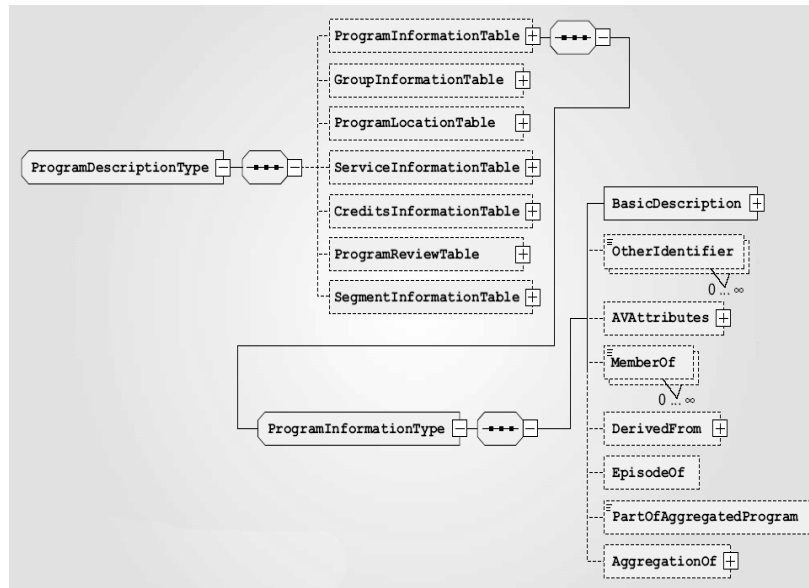 ProgramInformationTable
GroupInformationTable
ProgramLocationTable
ProgramDescriptionType
ServiceInformationTable
CreditsInformationTable
ProgramReviewTable
SegmentInformationTable
BasicDescription
OtherIdentifier
0 ... ∞
AVAttributes
MemberOf
0 ... ∞
ProgramInformationType
DerivedFrom
EpisodeOf
PartOfAggregatedProgram
AggregationOf